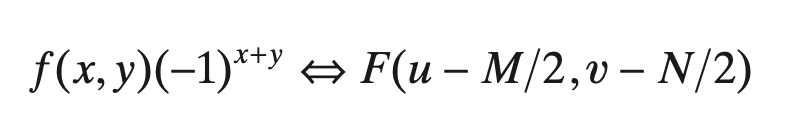 f(x, y)(−1)^{x+y} ⇔ F(u − M/2, v − N/2)